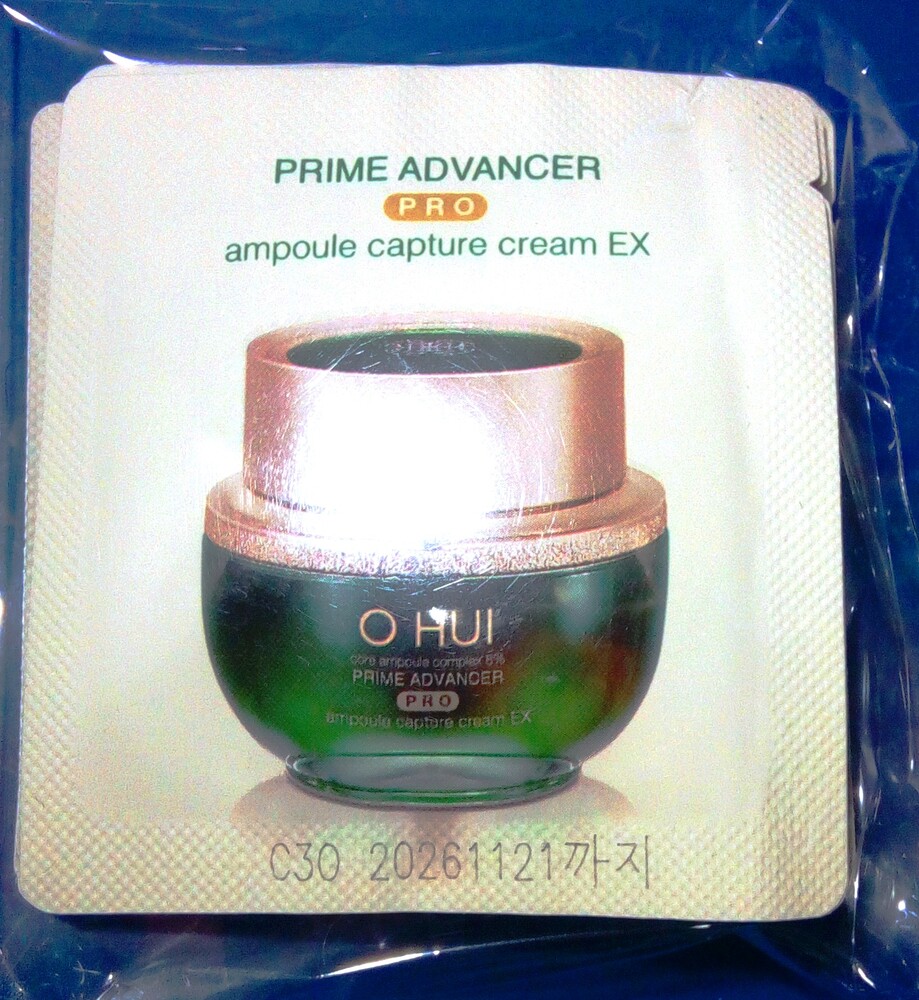 PRIME ADVANCER
PRO
ampoule capture cream EX
O HUI
core ampoule complex 8%
PRIME ADVANCER
PRO
ampoule capture cream EX
C30 20261121까지